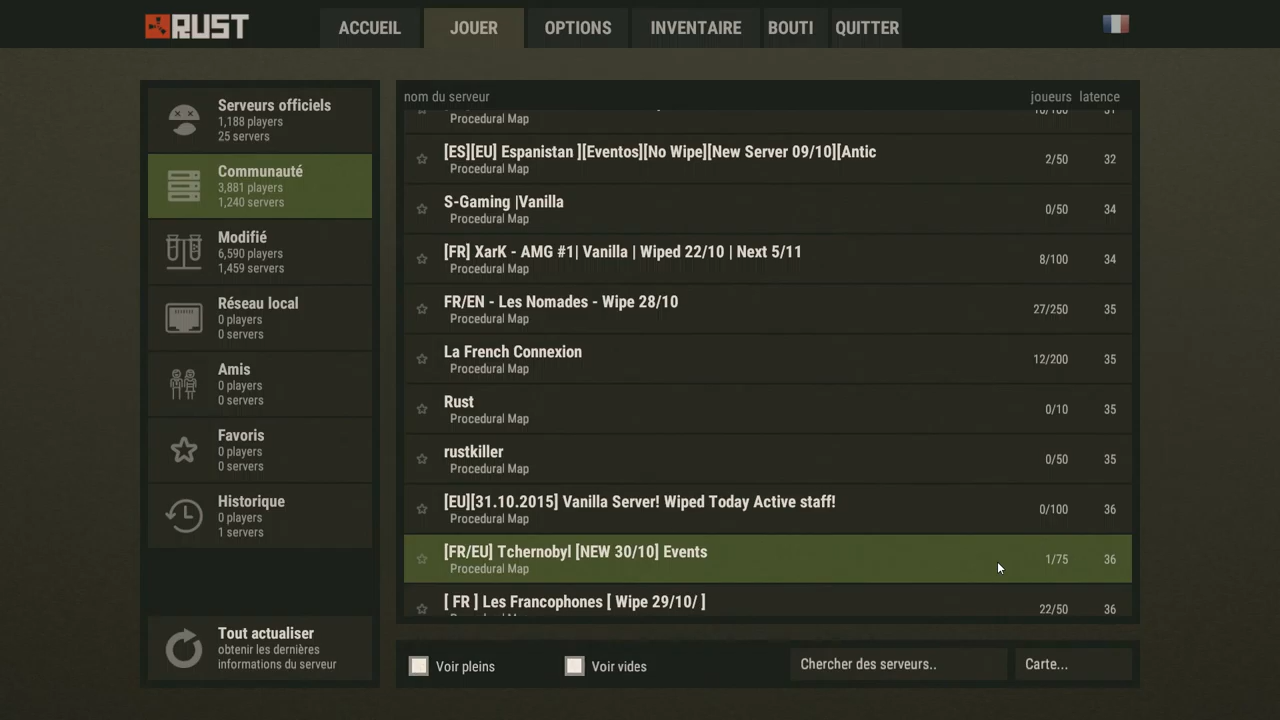 RUST
ACCUEIL
JOUER
OPTIONS
INVENTAIRE
BOUTI
QUITTER
Serveurs officiels
1,188 players
25 servers
Communauté
3,881 players
1,240 servers
Modifié
6,590 players
1,459 servers
Réseau local
0 players
0 servers
Amis
0 players
0 servers
Favoris
0 players
0 servers
Historique
0 players
1 servers
Tout actualiser
obtenir les dernières
informations du serveur
nom du serveur joueurs latence
Procedural Map
[ES][EU] Espanistan ][Eventos][No Wipe][New Server 09/10][Antic
Procedural Map
2/50 32
S-Gaming |Vanilla
Procedural Map
0/50 34
[FR] XarK - AMG #1| Vanilla | Wiped 22/10 | Next 5/11
Procedural Map
8/100 34
FR/EN - Les Nomades - Wipe 28/10
Procedural Map
27/250 35
La French Connexion
Procedural Map
12/200 35
Rust
Procedural Map
0/10 35
rustkiller
Procedural Map
0/50 35
[EU][31.10.2015] Vanilla Server! Wiped Today Active staff!
Procedural Map
0/100 36
[FR/EU] Tchernobyl [NEW 30/10] Events
Procedural Map
1/75 36
[ FR ] Les Francophones [ Wipe 29/10/ ]
22/50 36
Voir pleins
Voir vides
Chercher des serveurs..
Carte...